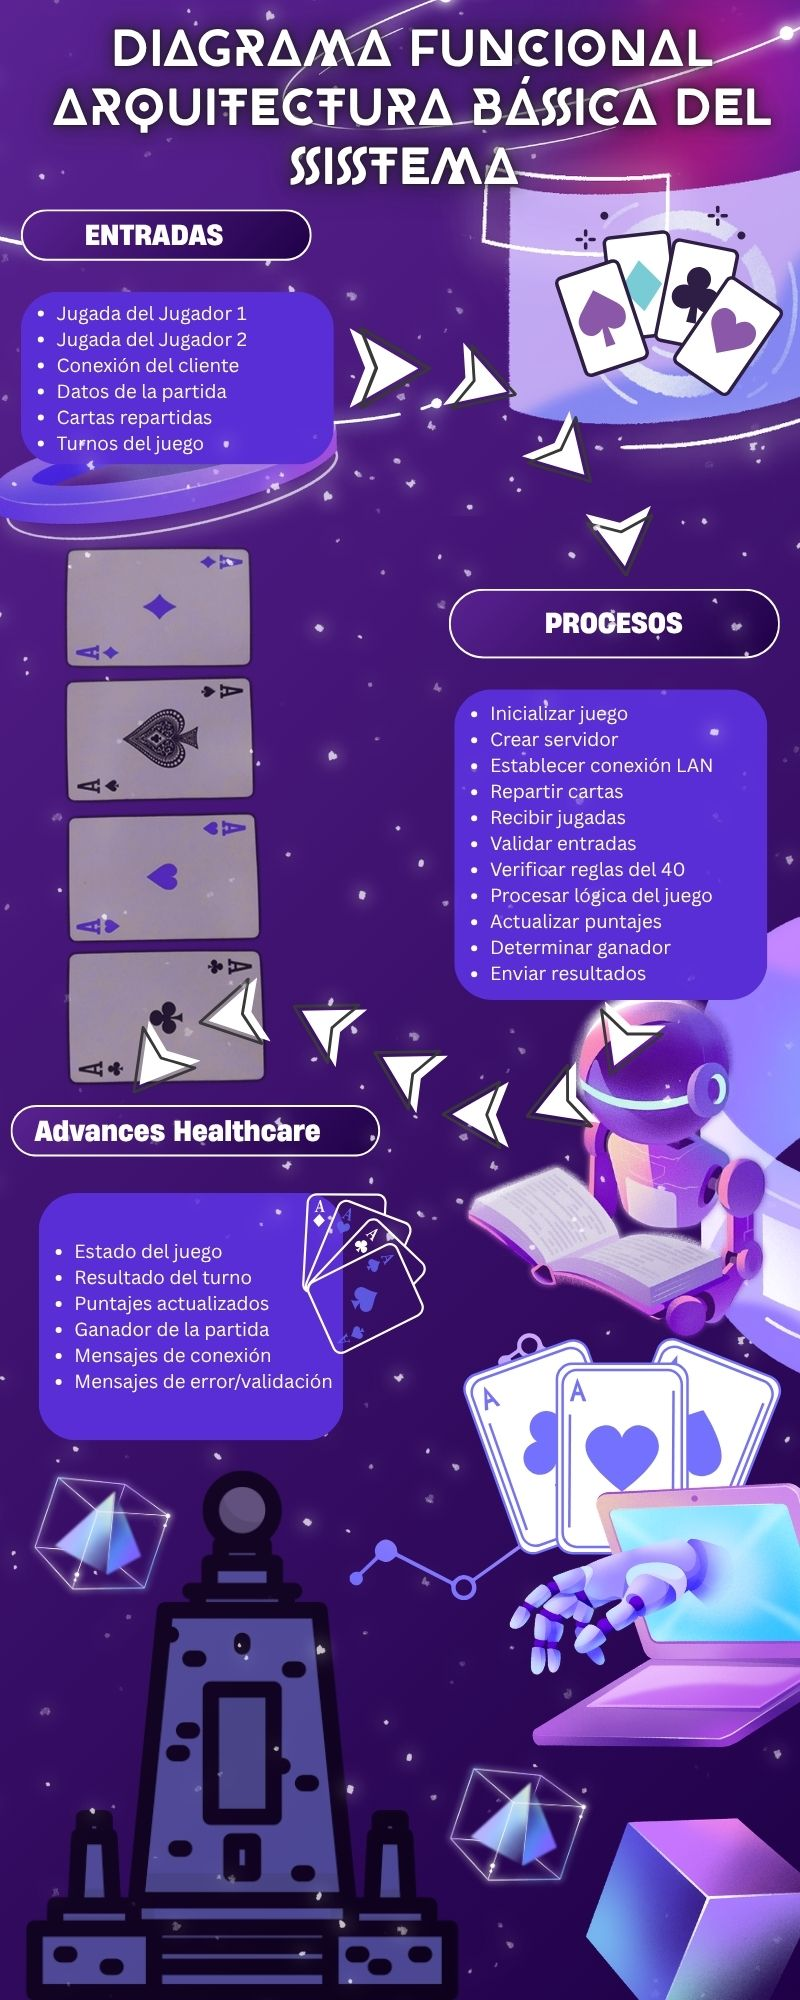 DIAGRAMA FUNCIONAL
ARQUITECTURA BÁSSICA DEL
SSISSTEMA
ENTRADAS
• Jugada del Jugador 1
• Jugada del Jugador 2
• Conexión del cliente
• Datos de la partida
• Cartas repartidas
• Turnos del juego
A
A
A
A
PROCESOS
• Inicializar juego
• Crear servidor
• Establecer conexión LAN
• Repartir cartas
• Recibir jugadas
• Validar entradas
• Verificar reglas del 40
• Procesar lógica del juego
• Actualizar puntajes
• Determinar ganador
• Enviar resultados
A
A
A
A
Advances Healthcare
• Estado del juego
• Resultado del turno
• Puntajes actualizados
• Ganador de la partida
• Mensajes de conexión
• Mensajes de error/validación
A
A
A
A
A
A
A